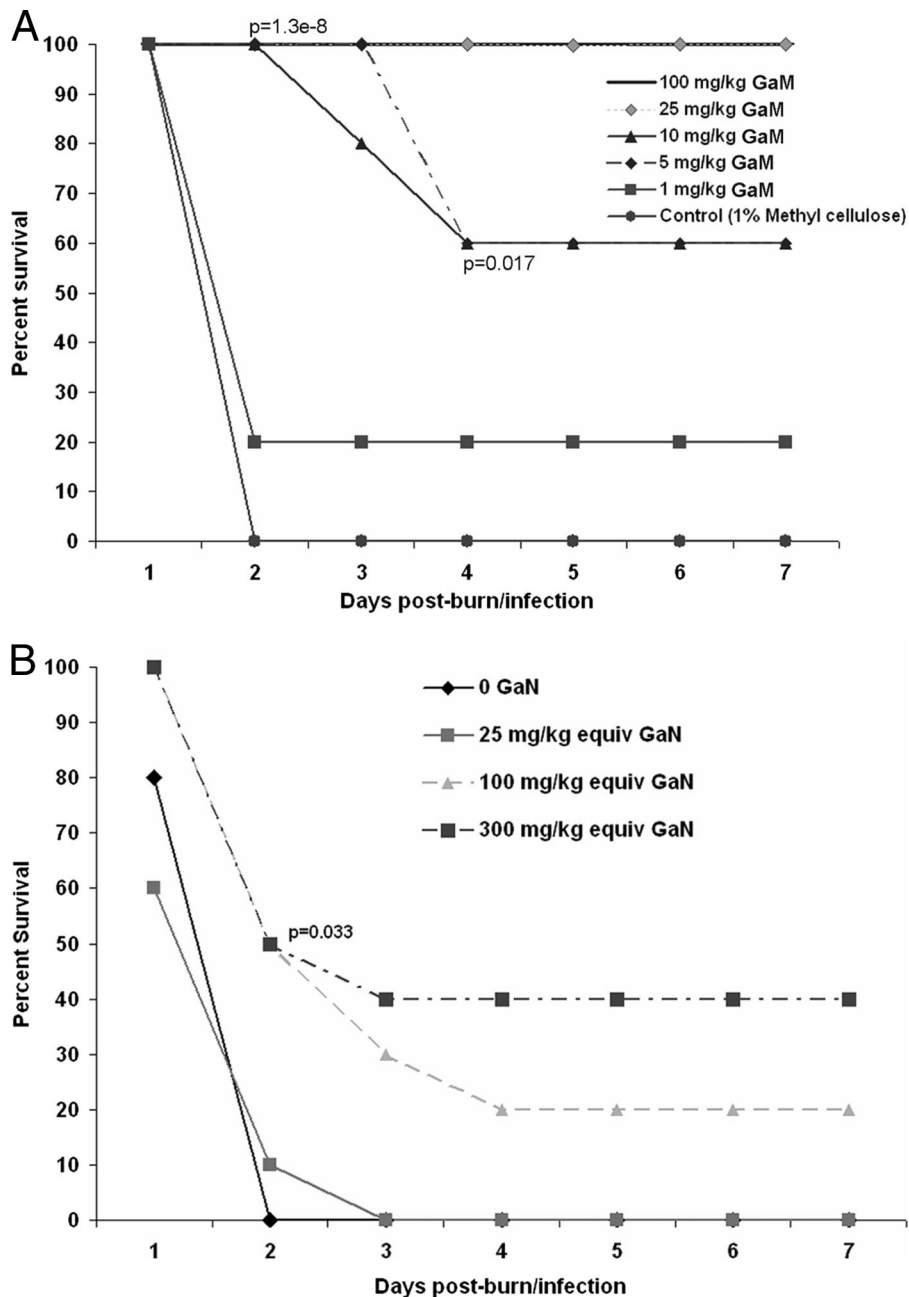 A
p=1.3e-8
100
90
80
70
60
50
40
30
20
10
0
Percent survival
100 mg/kg GaM
25 mg/kg GaM
10 mg/kg GaM
5 mg/kg GaM
1 mg/kg GaM
Control (1% Methyl cellulose)
p=0.017
1 2 3 4 5 6 7
Days post-burn/infection
B
100
90
80
70
60
50
40
30
20
10
0
Percent Survival
0 GaN
25 mg/kg equiv GaN
100 mg/kg equiv GaN
300 mg/kg equiv GaN
p=0.033
1 2 3 4 5 6 7
Days post-burn/infection